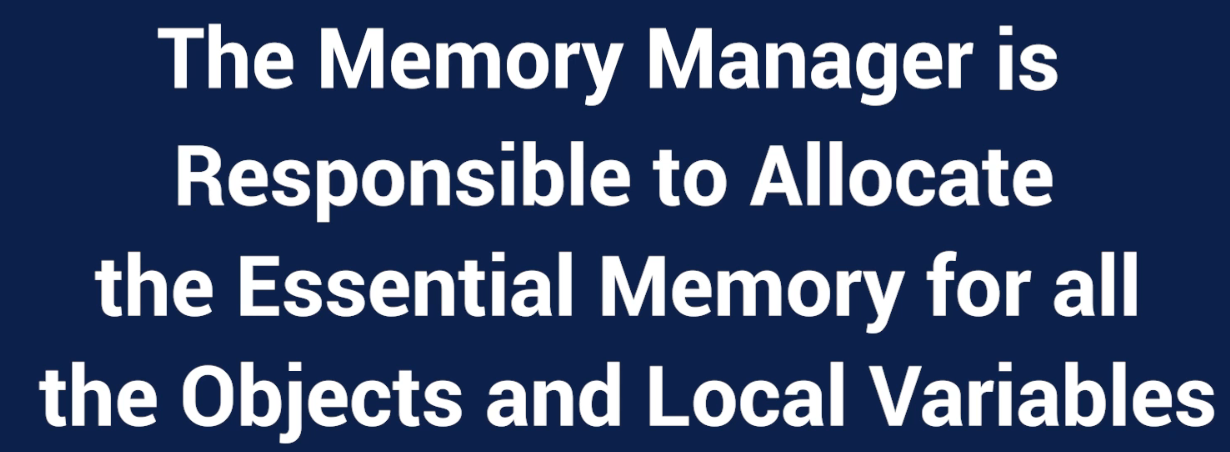 The Memory Manager is
Responsible to Allocate
the Essential Memory for all
the Objects and Local Variables